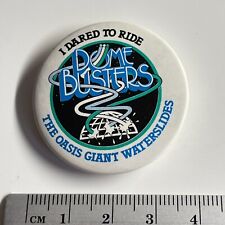 I DARED TO RIDE
DOME
BUSTERS
THE OASIS GIANT WATERSLIDES
CM 1 2 3 4